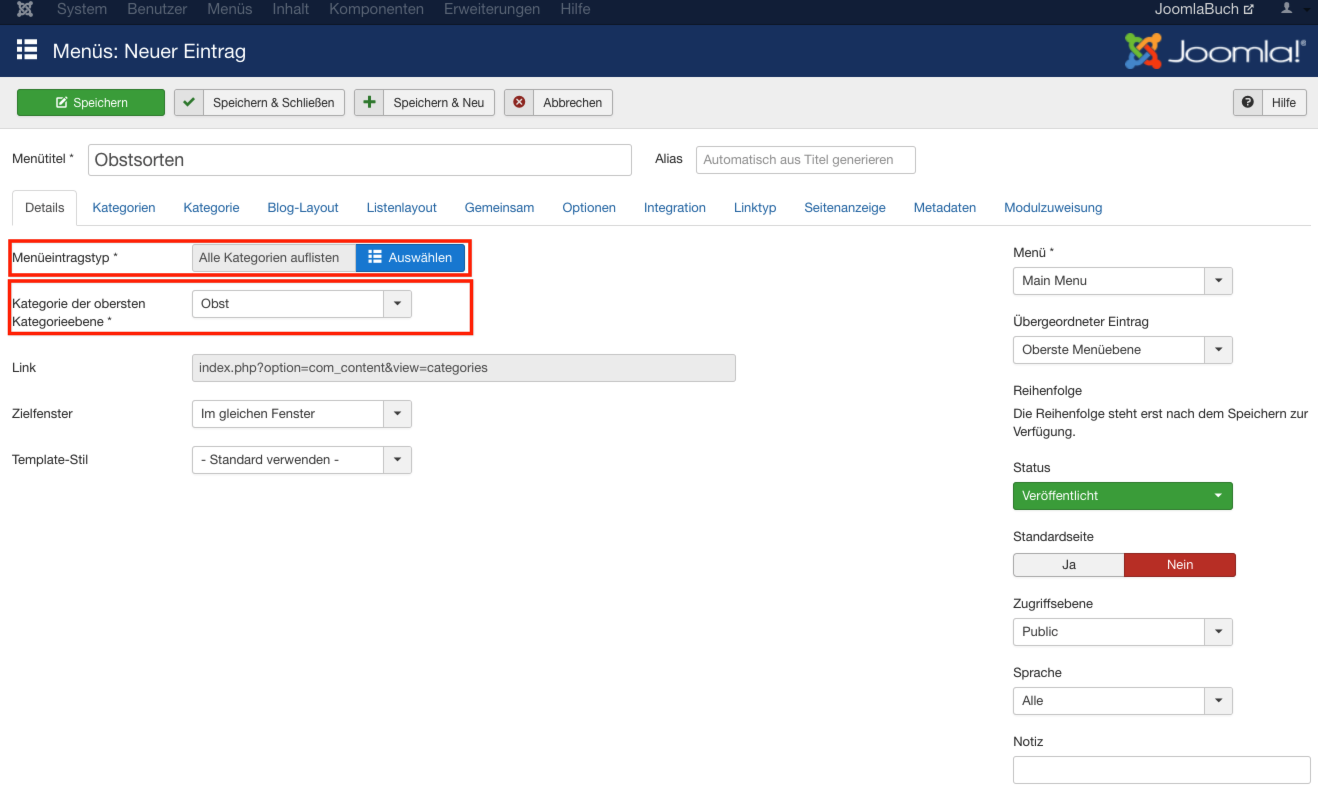 System Benutzer Menüs Inhalt Komponenten Erweiterungen Hilfe JoomlaBuch
Menüs: Neuer Eintrag Joomla!®
Speichern Speichern & Schließen Speichern & Neu Abbrechen Hilfe
Menütitel * Obstsorten Alias Automatisch aus Titel generieren
Details Kategorien Kategorie Blog-Layout Listenlayout Gemeinsam Optionen Integration Linktyp Seitenanzeige Metadaten Modulzuweisung
Menüeintragstyp * Alle Kategorien auflisten Auswählen
Kategorie der obersten
Kategorieebene *
Obst
Link index.php?option=com_content&view=categories
Zielfenster Im gleichen Fenster
Template-Stil - Standard verwenden -
Menü *
Main Menu
Übergeordneter Eintrag
Oberste Menüebene
Reihenfolge
Die Reihenfolge steht erst nach dem Speichern zur
Verfügung.
Status
Veröffentlicht
Standardseite
Ja Nein
Zugriffsebene
Public
Sprache
Alle
Notiz